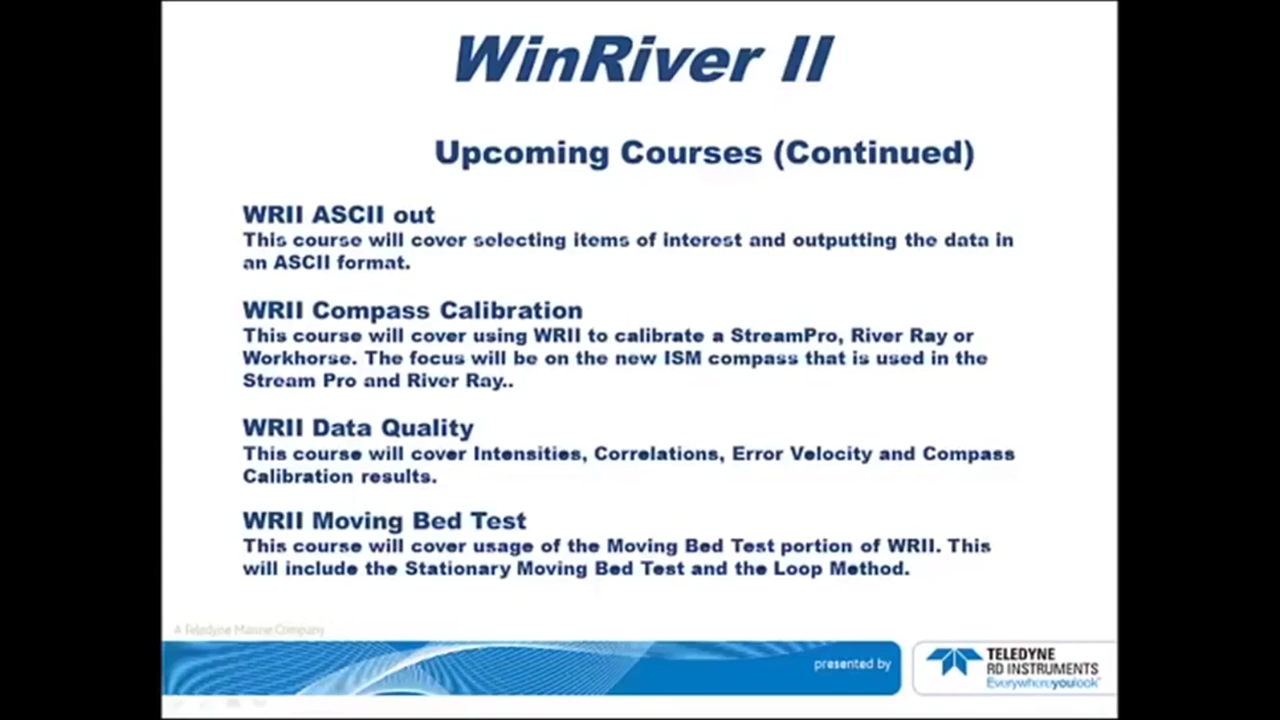 WinRiver II
Upcoming Courses (Continued)
WRII ASCII out
This course will cover selecting items of interest and outputting the data in
an ASCII format.
WRII Compass Calibration
This course will cover using WRII to calibrate a StreamPro, River Ray or
Workhorse. The focus will be on the new ISM compass that is used in the
Stream Pro and River Ray..
WRII Data Quality
This course will cover Intensities, Correlations, Error Velocity and Compass
Calibration results.
WRII Moving Bed Test
This course will cover usage of the Moving Bed Test portion of WRII. This
will include the Stationary Moving Bed Test and the Loop Method.
A Teledyne Marine Company
presented by
TELEDYNE
RD INSTRUMENTS
Everywhereyoulook™